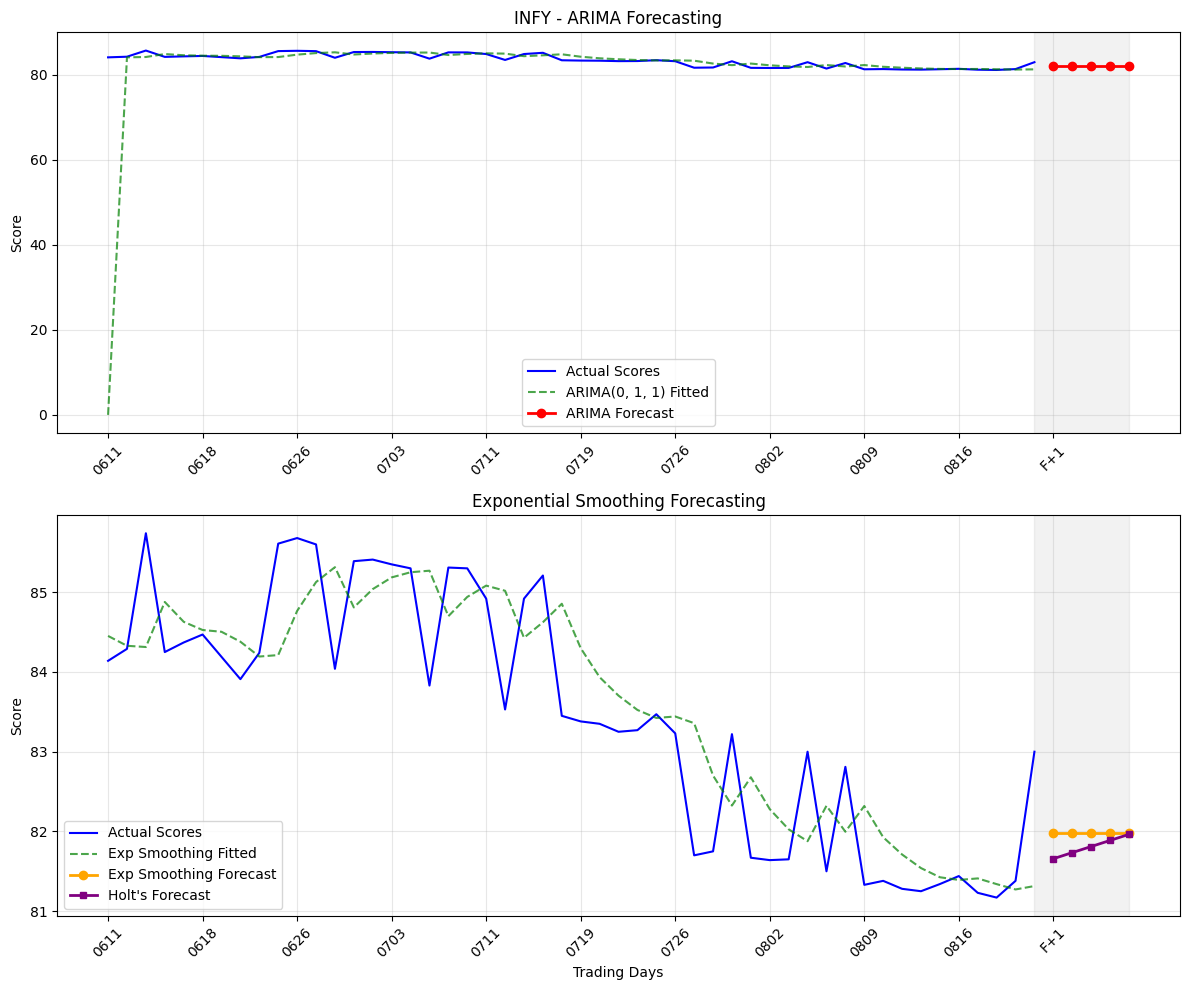 INFY - ARIMA Forecasting
Score
80
60
40
20
0
Actual Scores
ARIMA(0, 1, 1) Fitted
ARIMA Forecast
0611
0618
0626
0703
0711
0719
0726
0802
0809
0816
F+1
Exponential Smoothing Forecasting
Score
85
84
83
82
81
Actual Scores
Exp Smoothing Fitted
Exp Smoothing Forecast
Holt's Forecast
0611
0618
0626
0703
0711
0719
0726
0802
0809
0816
F+1
Trading Days